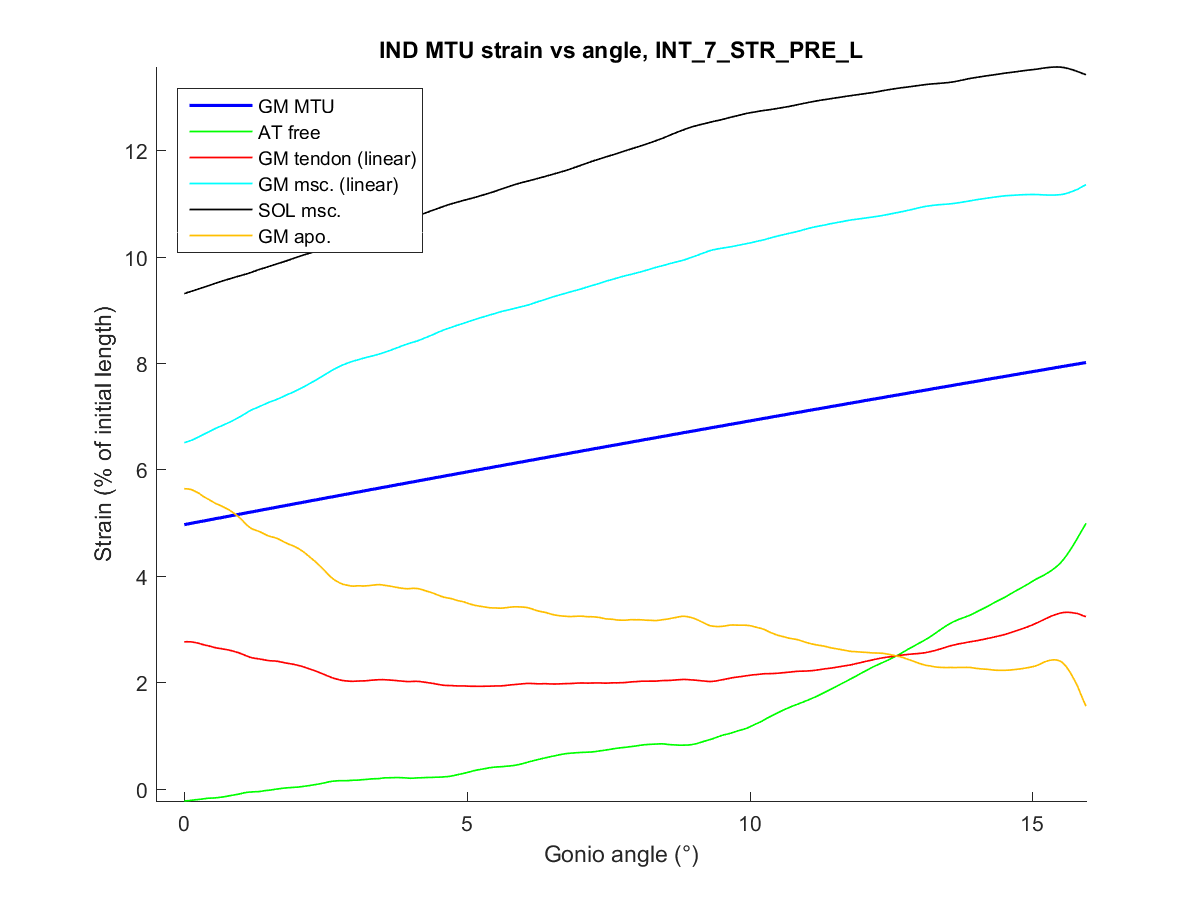 IND MTU strain vs angle, INT_7_STR_PRE_L
GM MTU
AT free
GM tendon (linear)
GM msc. (linear)
SOL msc.
GM apo.
Strain (% of initial length)
12
10
8
6
4
2
0
0 5 10 15
Gonio angle (°)